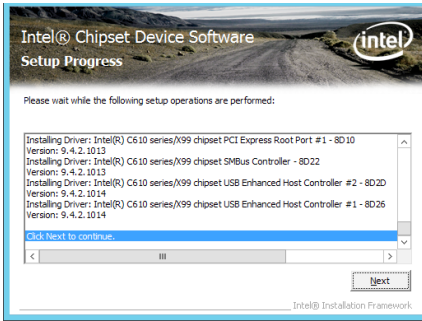 Intel® Chipset Device Software
Setup Progress
intel
Please wait while the following setup operations are performed:
Installing Driver: Intel(R) C610 series/X99 chipset PCI Express Root Port #1 - 8D10
Version: 9.4.2.1013
Installing Driver: Intel(R) C610 series/X99 chipset SMBus Controller - 8D22
Version: 9.4.2.1013
Installing Driver: Intel(R) C610 series/X99 chipset USB Enhanced Host Controller #2 - 8D2D
Version: 9.4.2.1014
Installing Driver: Intel(R) C610 series/X99 chipset USB Enhanced Host Controller #1 - 8D26
Version: 9.4.2.1014
Click Next to continue.
Next
Intel® Installation Framework